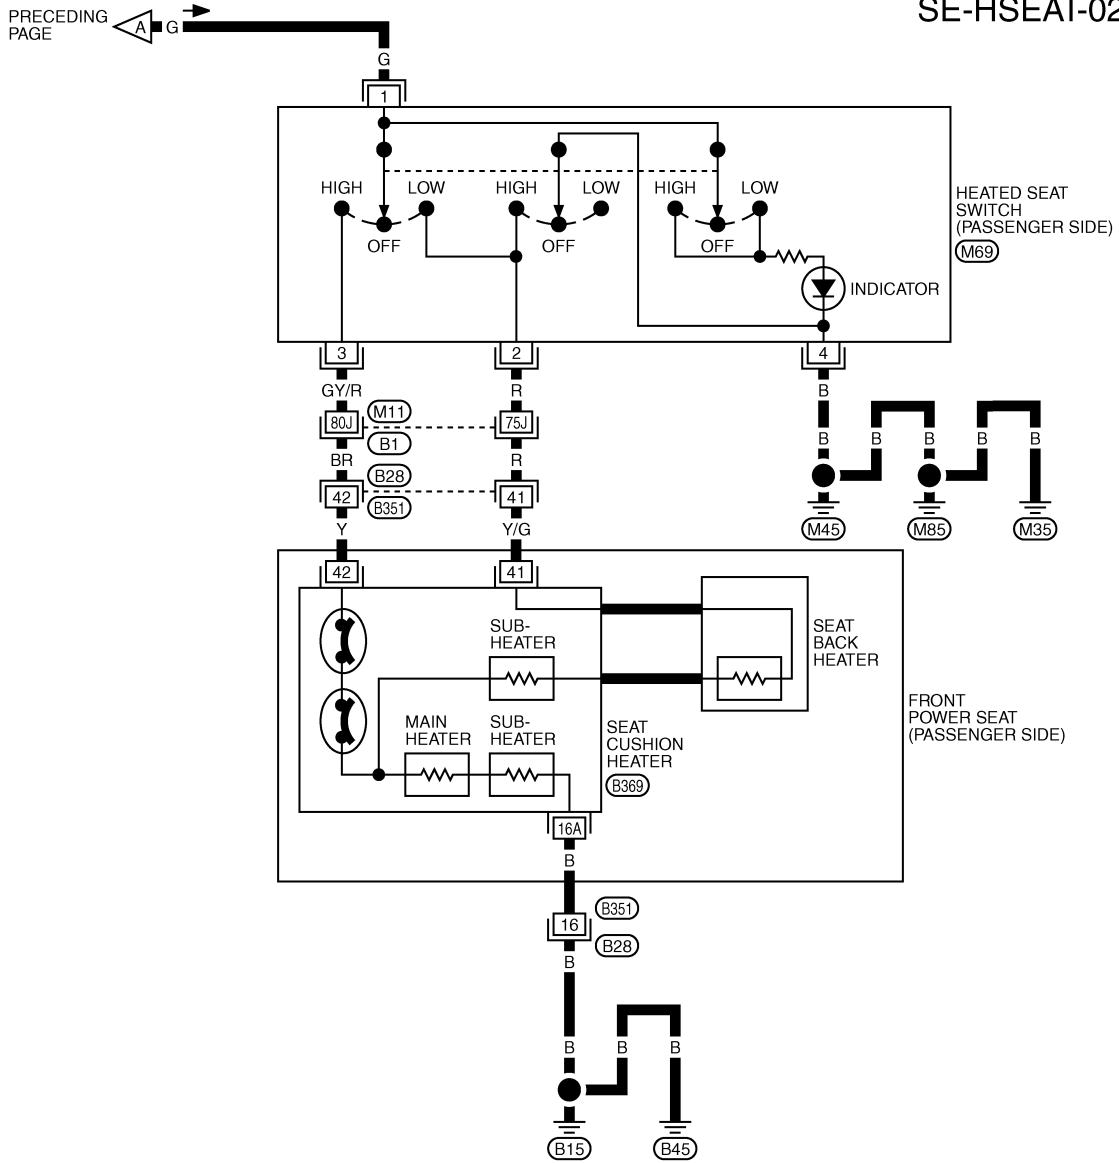 SE-HSEAT-02
PRECEDING
PAGE
A
G
G
1
HIGH
LOW
OFF
HIGH
LOW
OFF
HIGH
LOW
OFF
HEATED SEAT
SWITCH
(PASSENGER SIDE)
M69
INDICATOR
3
2
4
GY/R
R
B
80J
M11
75J
B1
B
B
B
B
B
BR
R
B28
42
41
B351
Y
Y/G
M45
M85
M35
42
41
SUB-
HEATER
SEAT
BACK
HEATER
MAIN
HEATER
SUB-
HEATER
SEAT
CUSHION
HEATER
B369
FRONT
POWER SEAT
(PASSENGER SIDE)
16A
B
B351
16
B28
B
B
B
B
B15
B45